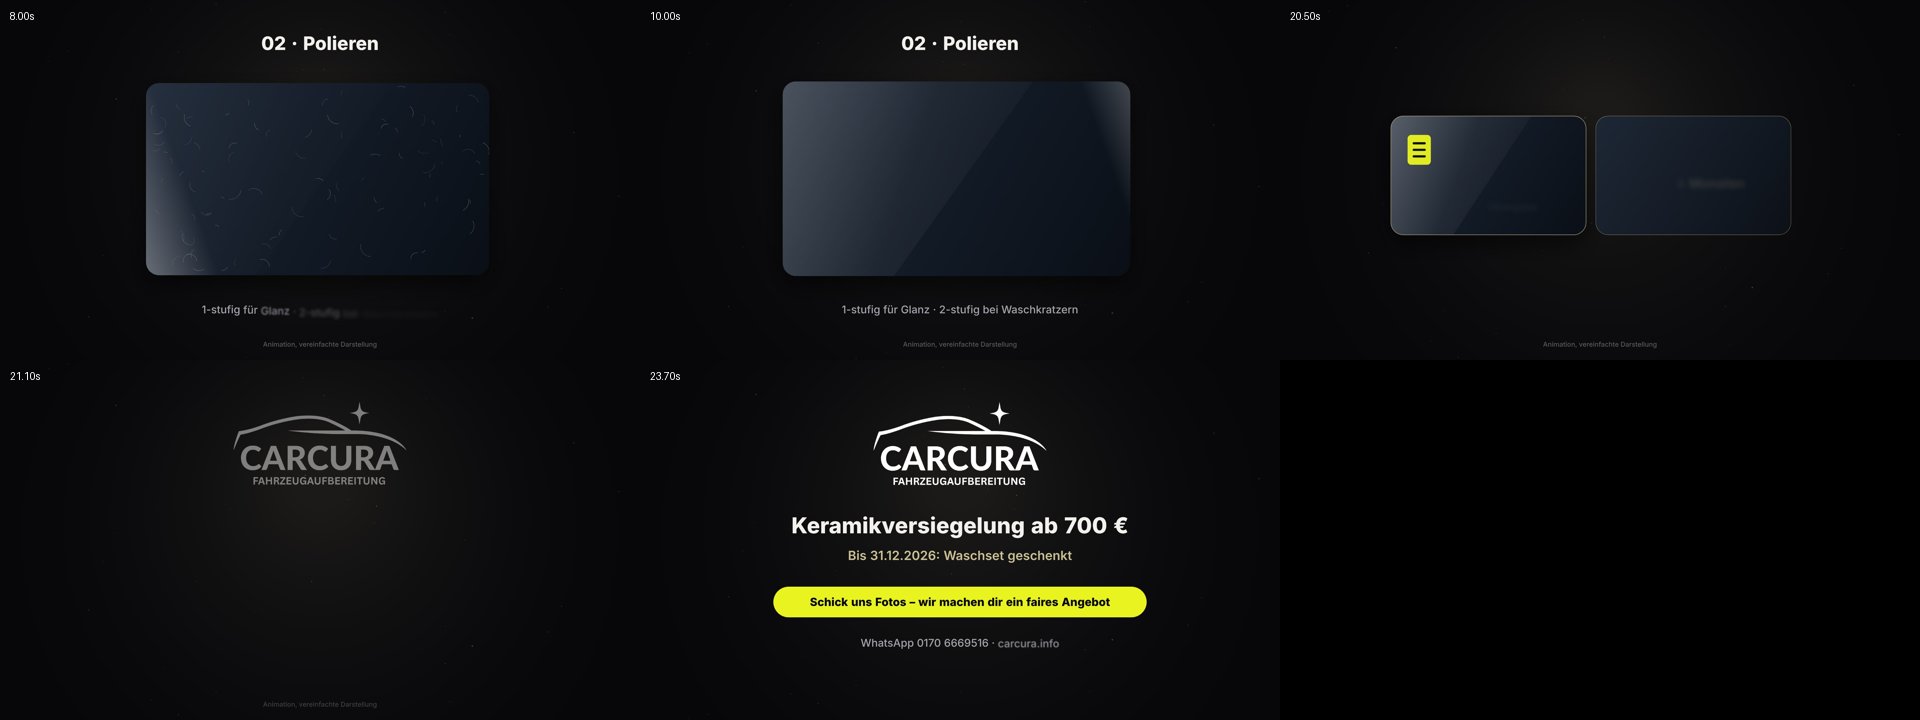 8.00s
02 · Polieren
1-stufig für Glanz · 2-stufig
Animation, vereinfachte Darstellung
10.00s
02 · Polieren
1-stufig für Glanz · 2-stufig bei Waschkratzern
Animation, vereinfachte Darstellung
20.50s
Monaten
Animation, vereinfachte Darstellung
21.10s
CARCURA
FAHRZEUGAUFBEREITUNG
Animation, vereinfachte Darstellung
23.70s
CARCURA
FAHRZEUGAUFBEREITUNG
Keramikversiegelung ab 700 €
Bis 31.12.2026: Waschset geschenkt
Schick uns Fotos – wir machen dir ein faires Angebot
WhatsApp 0170 6669516 · carcura.info